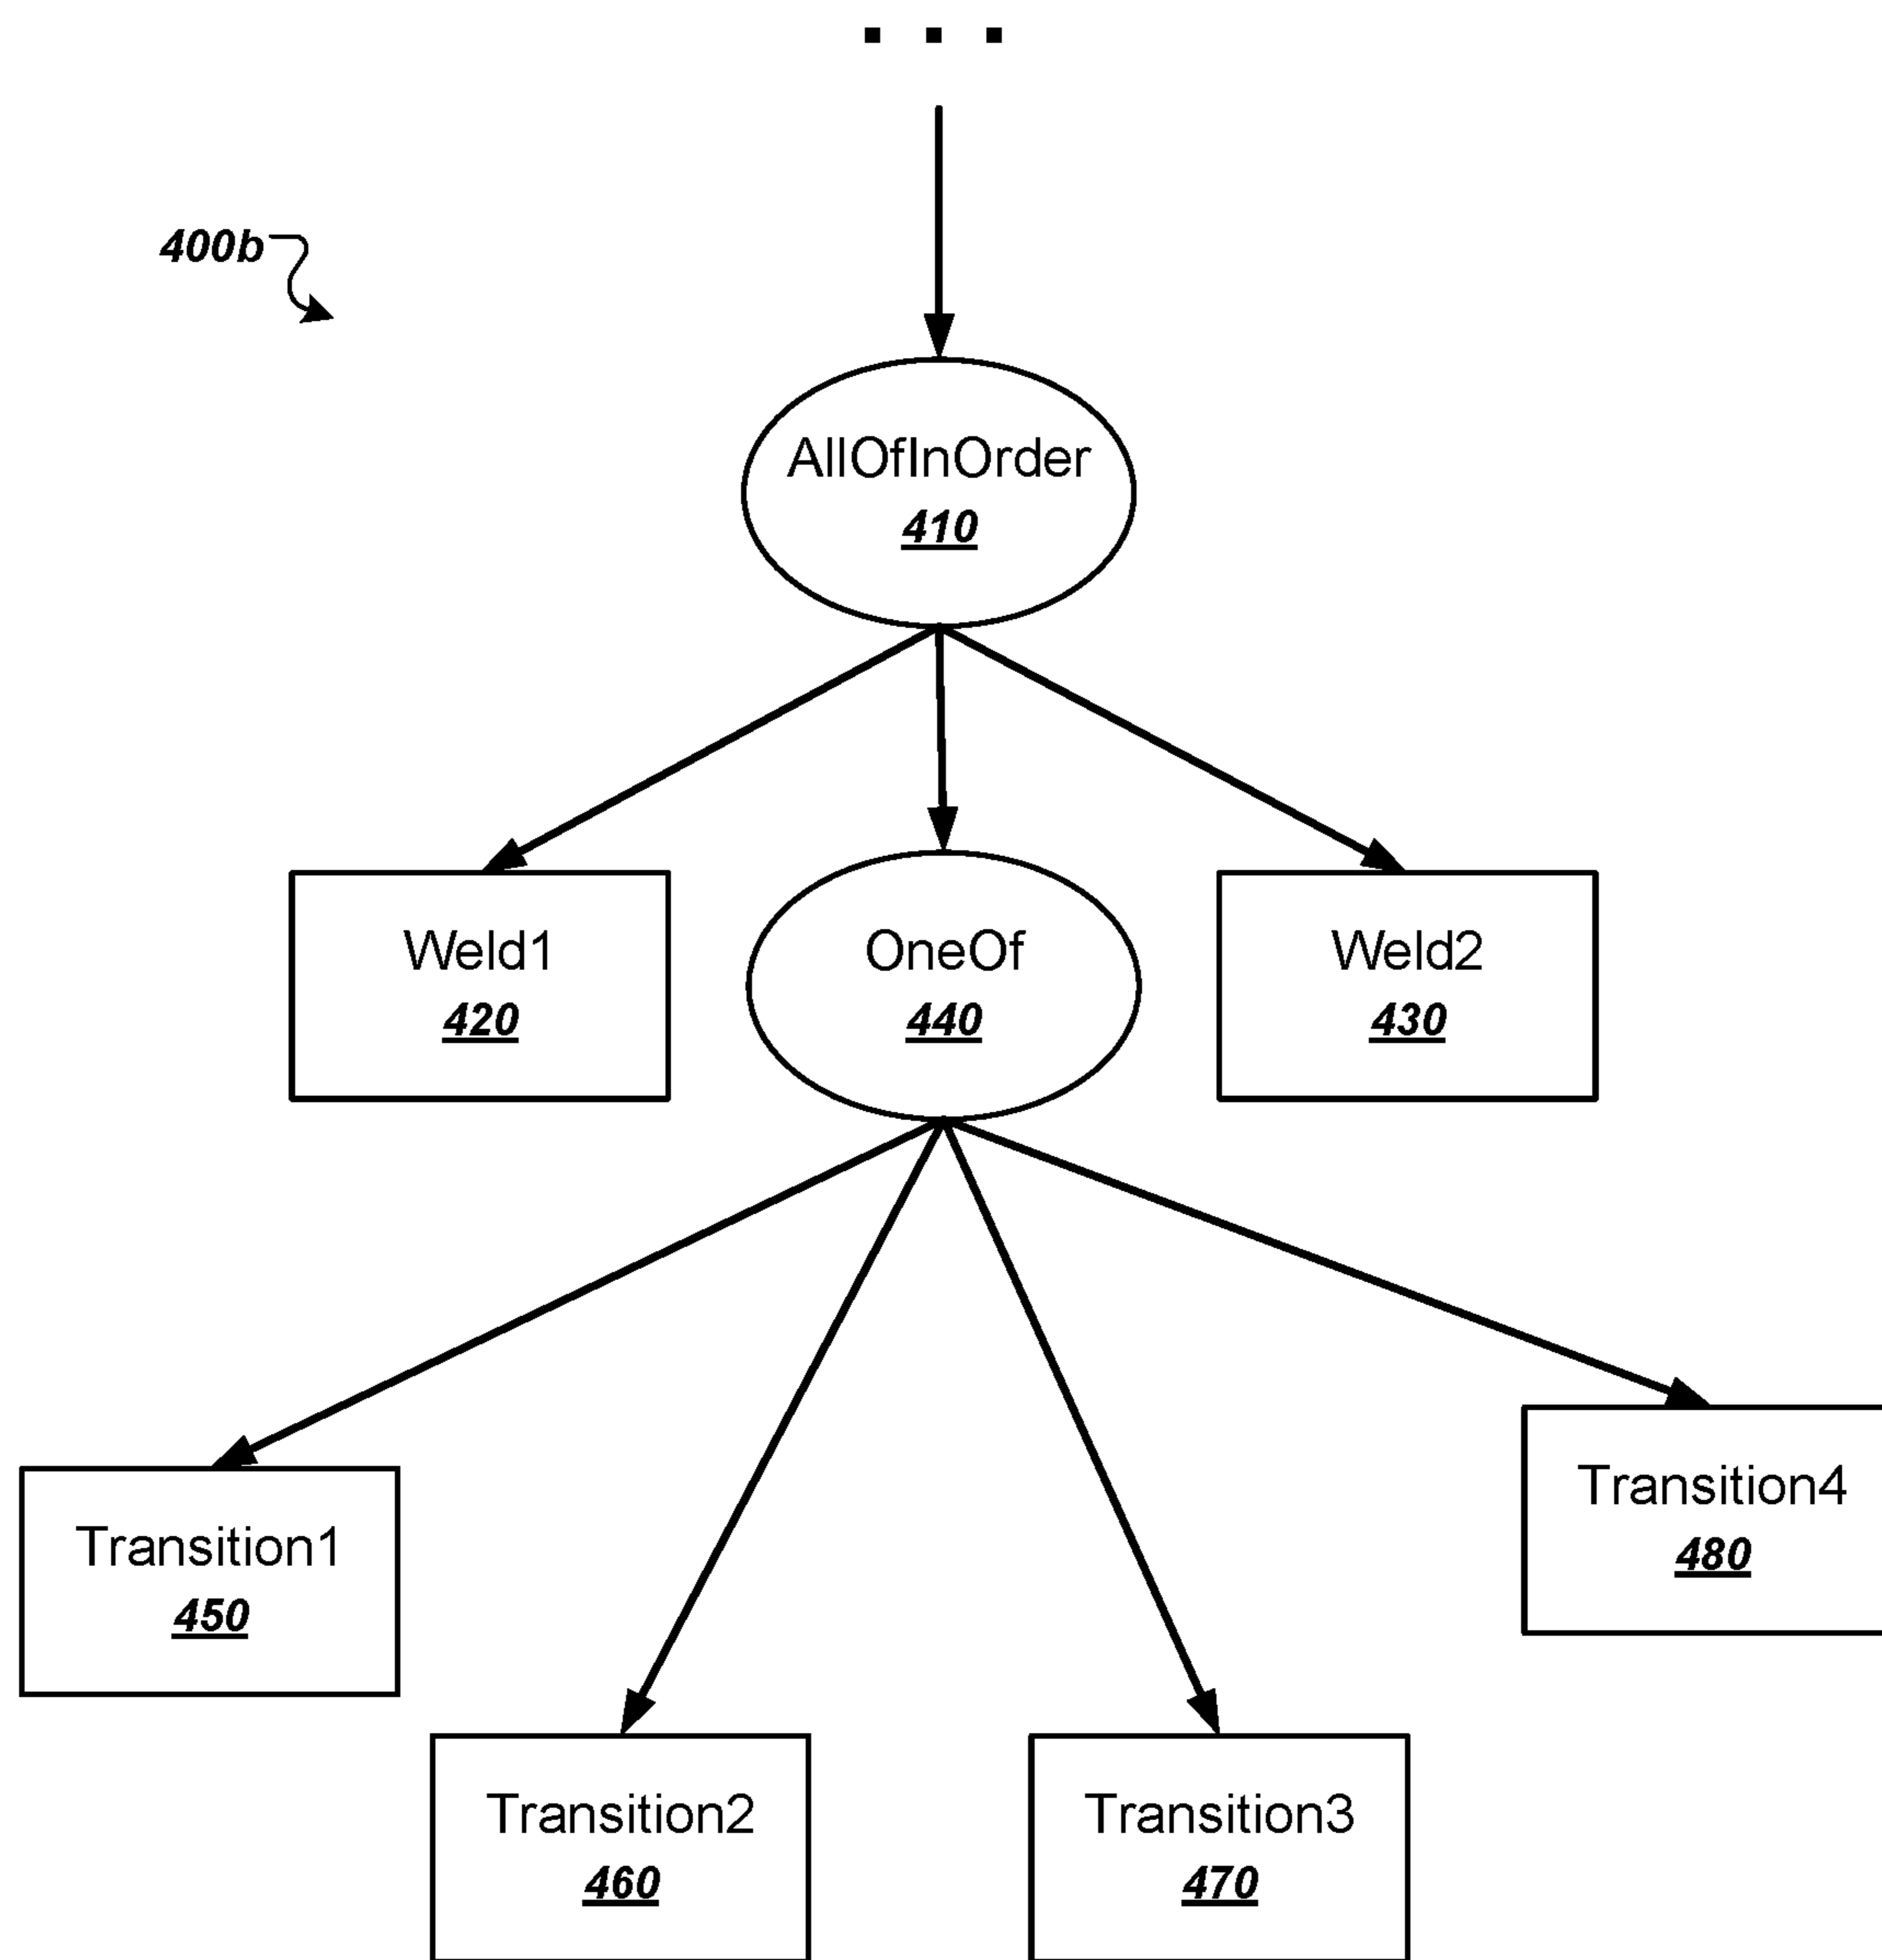 . . .
400b
AllOfInOrder
410
Weld1
420
OneOf
440
Weld2
430
Transition1
450
Transition2
460
Transition3
470
Transition4
480